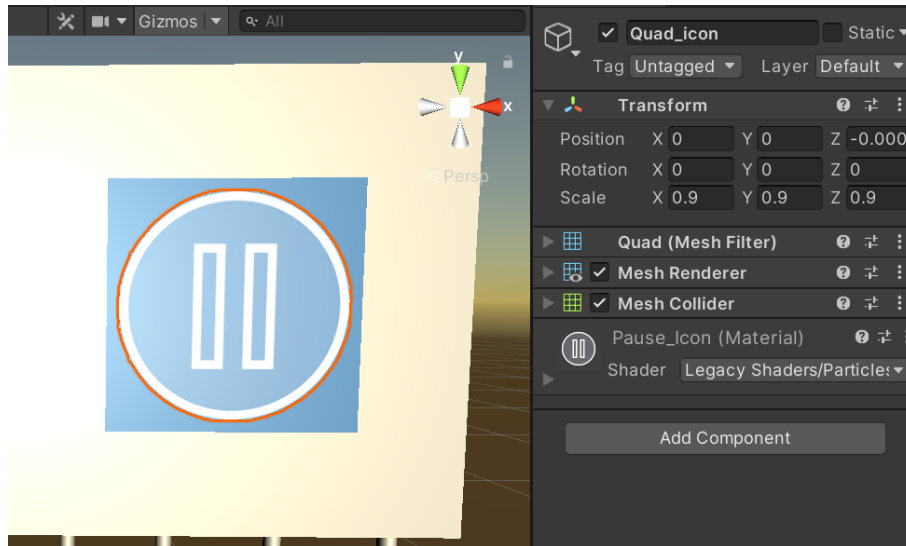 Gizmos All
y
x
Persp
Quad_icon Static
Tag Untagged Layer Default
Transform
Position X 0 Y 0 Z -0.000
Rotation X 0 Y 0 Z 0
Scale X 0.9 Y 0.9 Z 0.9
Quad (Mesh Filter)
Mesh Renderer
Mesh Collider
Pause_Icon (Material)
Shader Legacy Shaders/Particles
Add Component